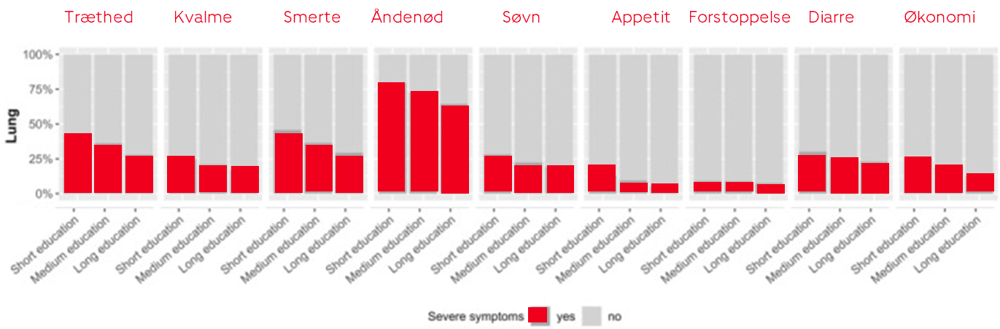 Træthed Kvalme Smerte Åndenød Søvn Appetit Forstoppelse Diarre Økonomi
Lung
100%
75%
50%
25%
0%
Short education Medium education Long education Short education Medium education Long education Short education Medium education Long education Short education Medium education Long education Short education Medium education Long education Short education Medium education Long education Short education Medium education Long education Short education Medium education Long education Short education Medium education Long education
Severe symptoms yes no